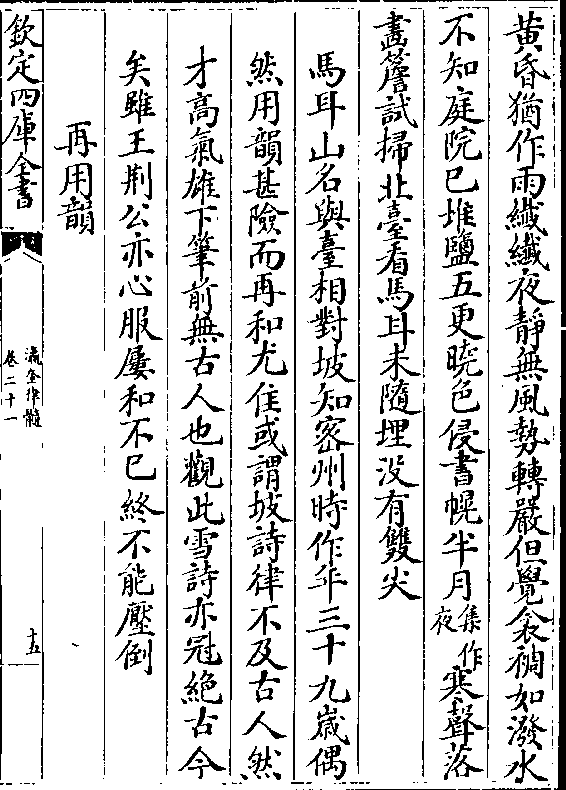 黄昏猶作雨纖纖夜靜無風勢轉嚴但覺衾裯如潑水
不知庭院已堆鹽五更曉色侵書幌半月集作夜寒聲落
畫簷試掃北臺看馬耳未隨埋沒有雙尖
馬耳山名與臺相對坡知密州時作年三十九歲偶
然用韻甚險而再和尤佳或謂坡詩律不及古人然
才高氣雄下筆前無古人也觀此雪詩亦冠絕古今
矣雖王荆公亦心服屢和不已終不能壓倒
再用韻
欽定四庫全書
瀛奎律髓
卷二十一
十五